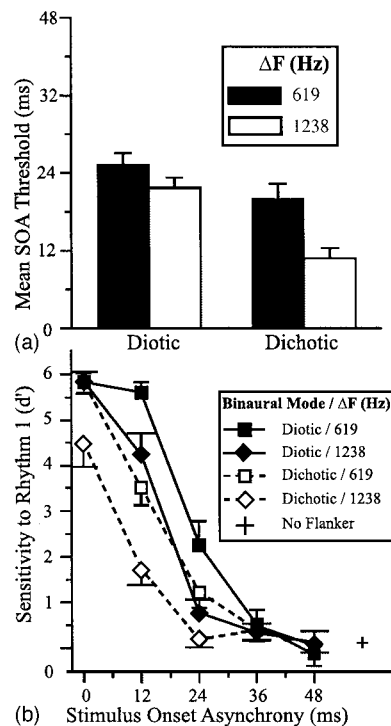 48
32
24
12
0
Mean SOA Threshold
(ms)
ΔF (Hz)
619
1238
Diotic
Dichotic
(a)
6
5
4
3
2
1
0
Sensitivity to Rhythm 1 (d')
Binaural Mode / ΔF (Hz)
Diotic / 619
Diotic / 1238
Dichotic / 619
Dichotic / 1238
No Flanker
0 12 24 36 48
(b) Stimulus Onset Asynchrony (ms)